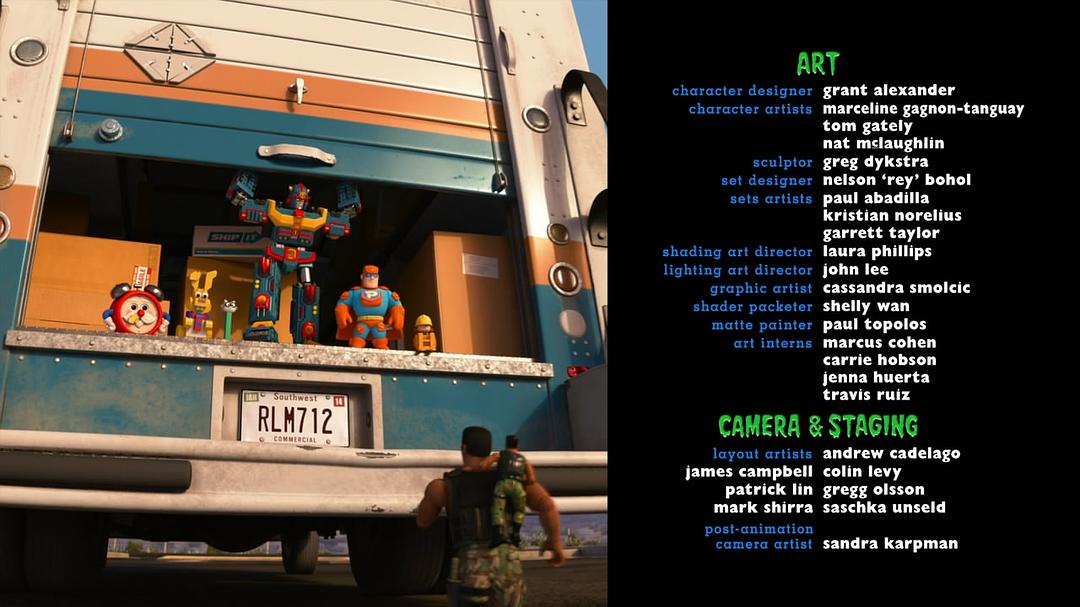 SHIP IT
P
Southwest
14
RLM712
COMMERCIAL
ART
character designer grant alexander
character artists marceline gagnon-tanguay
tom gately
nat mclaughlin
sculptor greg dykstra
set designer nelson ‘rey’ bohol
sets artists paul abadilla
kristian norelius
garrett taylor
shading art director laura phillips
lighting art director john lee
graphic artist cassandra smolcic
shader packeter shelly wan
matte painter paul topolos
art interns marcus cohen
carrie hobson
jenna huerta
travis ruiz
CAMERA & STAGING
layout artists andrew cadelago
james campbell colin levy
patrick lin gregg olsson
mark shirra saschka unseld
post-animation
camera artist sandra karpman